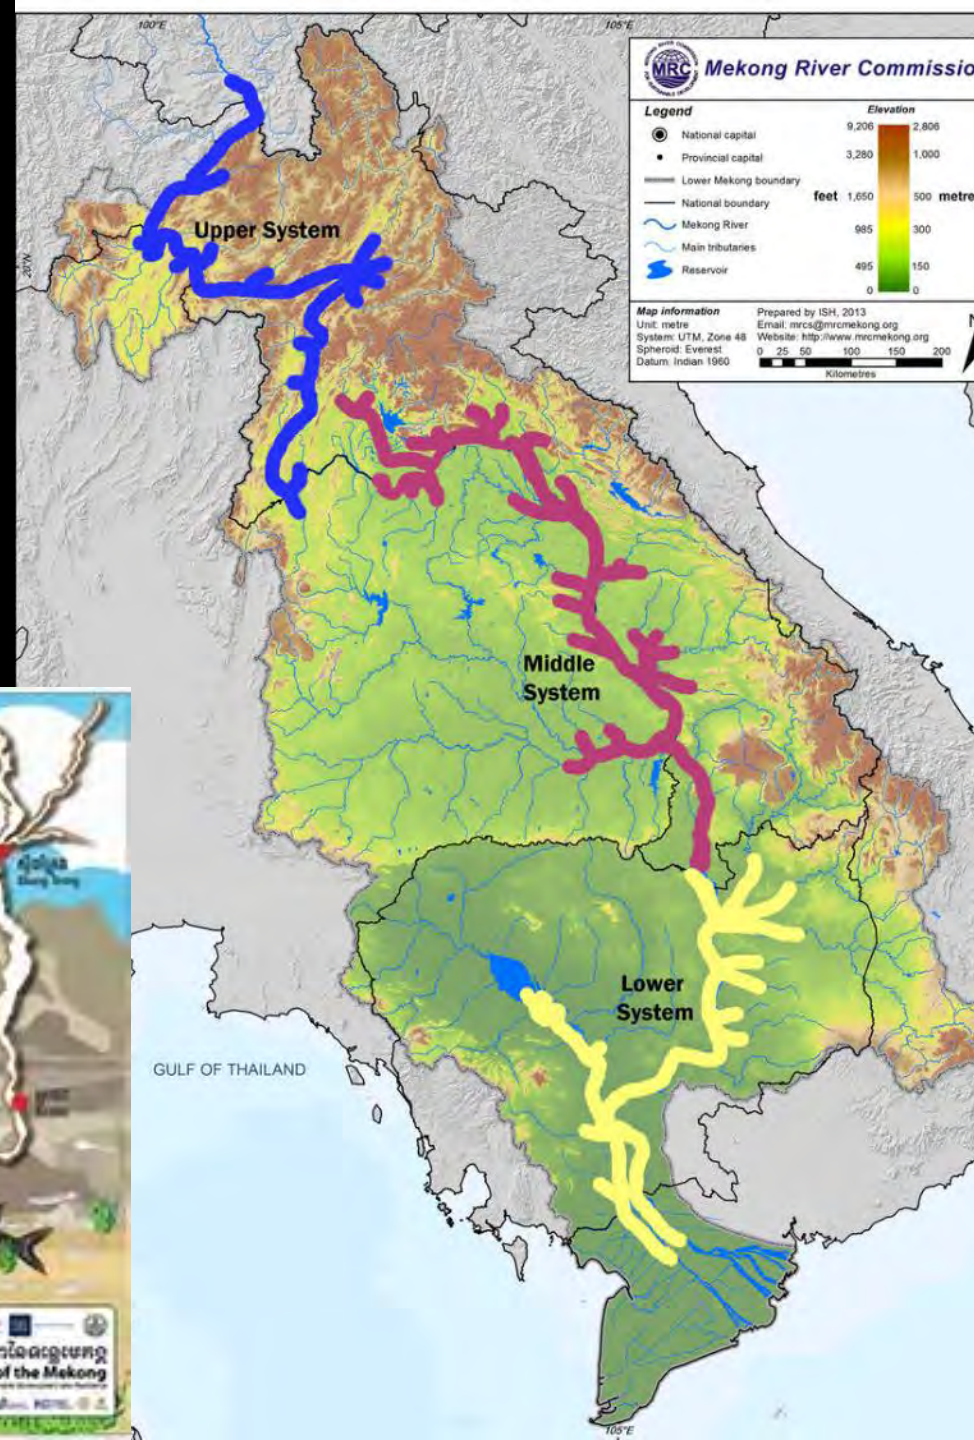 100°E
105°E
MRC
Mekong River Commissio
Legend
National capital
Provincial capital
Lower Mekong boundary
National boundary
Mekong River
Main tributaries
Reservoir
Elevation
9,206 2,806
3,280 1,000
feet 1,650 500 metre
985 300
495 150
0 0
Map information
Unit: metre
System: UTM, Zone 48
Spheroid: Everest
Datum: Indian 1960
Prepared by ISH, 2013
Email: mrcs@mrcmekong.org
Website: http://www.mrcmekong.org
0 25 50 100 150 200
Kilometres
N
20°N
Upper System
Middle
System
Lower
System
GULF OF THAILAND
of the Mekong
105°E